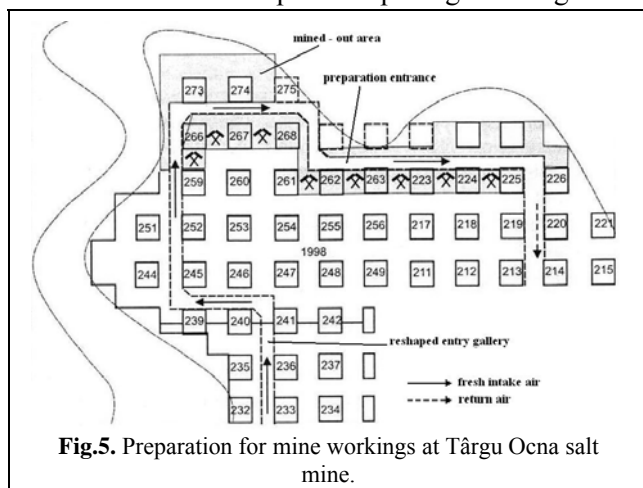 mined - out area
273 274 275
preparation entrance
266 267 268
259 260 261 262 263 223 224 225 226
251 252 253 254 255 256 217 218 219 220 221
1998
244 245 246 247 248 249 211 212 213 214 215
239 240 241 242
reshaped entry gallery
235 236 237
fresh intake air
return air
232 233 234
Fig.5. Preparation for mine workings at Târgu Ocna salt
mine.